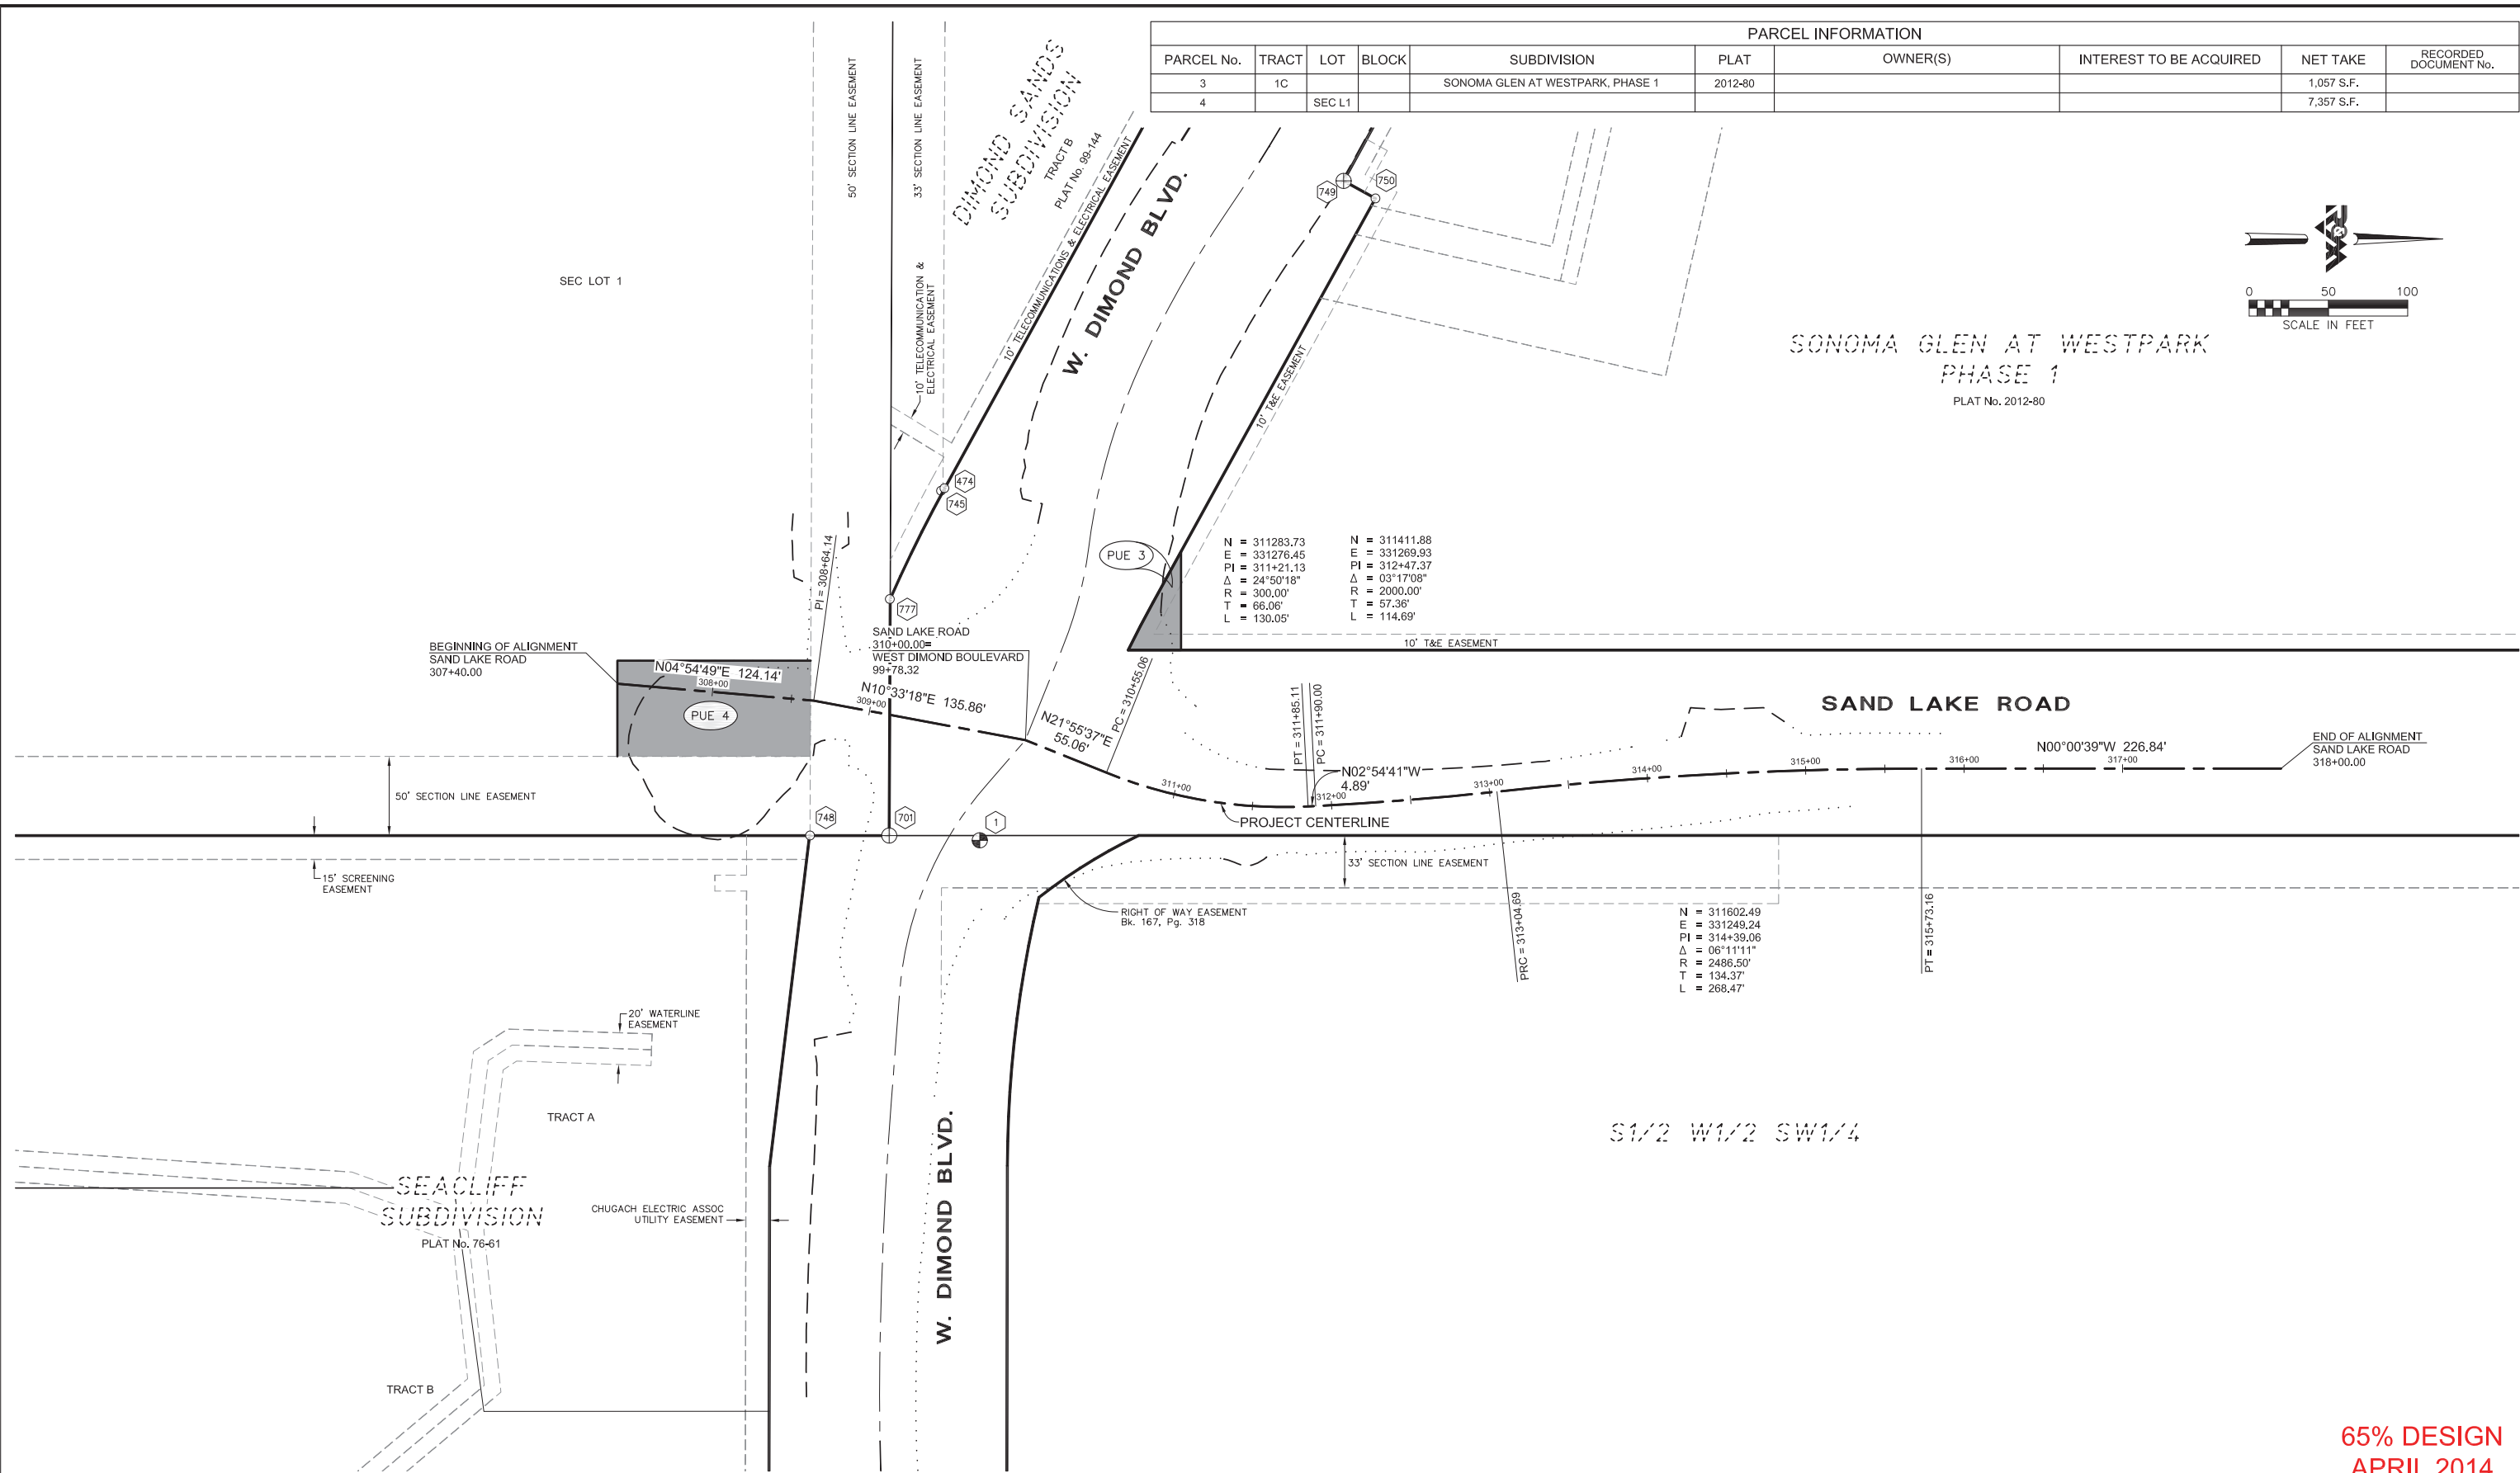 PARCEL INFORMATION
PARCEL No. TRACT LOT BLOCK SUBDIVISION PLAT OWNER(S) INTEREST TO BE ACQUIRED NET TAKE RECORDED DOCUMENT No.
3 1C SONOMA GLEN AT WESTPARK, PHASE 1 2012-80 1,057 S.F.
4 SEC L1 7,357 S.F.
50' SECTION LINE EASEMENT
33' SECTION LINE EASEMENT
DIMOND SANDS
SUBDIVISION
TRACT B
PLAT No. 99-144
10' TELECOMMUNICATIONS & ELECTRICAL EASEMENT
W. DIMOND BLVD.
749
750
SEC LOT 1
10' TELECOMMUNICATION &
ELECTRICAL EASEMENT
0 50 100
SCALE IN FEET
SONOMA GLEN AT WESTPARK
PHASE 1
PLAT No. 2012-80
10' T&E EASEMENT
474
745
PUE 3
N = 311283.73
E = 331276.45
PI = 311+21.13
Δ = 24°50'18"
R = 300.00'
T = 66.06'
L = 130.05'
N = 311411.88
E = 331269.93
PI = 312+47.37
Δ = 03°17'08"
R = 2000.00'
T = 57.36'
L = 114.69'
PI = 308+64.14
777
SAND LAKE ROAD
310+00.00=
WEST DIMOND BOULEVARD
99+78.32
BEGINNING OF ALIGNMENT
SAND LAKE ROAD
307+40.00
N04°54'49"E 124.14'
308+00
PUE 4
N10°33'18"E 135.86'
309+00
N21°55'37"E
55.06'
PC = 310+55.06
10' T&E EASEMENT
SAND LAKE ROAD
PT = 311+85.11
PC = 311+90.00
N02°54'41"W
4.89'
311+00
312+00
313+00
314+00
315+00
316+00
317+00
N00°00'39"W 226.84'
END OF ALIGNMENT
SAND LAKE ROAD
318+00.00
PROJECT CENTERLINE
50' SECTION LINE EASEMENT
748
701
1
15' SCREENING
EASEMENT
33' SECTION LINE EASEMENT
RIGHT OF WAY EASEMENT
Bk. 167, Pg. 318
PRC = 313+04.69
N = 311602.49
E = 331249.24
PI = 314+39.06
Δ = 06°11'11"
R = 2486.50'
T = 134.37'
L = 268.47'
PT = 315+73.16
20' WATERLINE
EASEMENT
TRACT A
S1/2 W1/2 SW1/4
SEACLIFF
SUBDIVISION
PLAT No. 76-61
CHUGACH ELECTRIC ASSOC
UTILITY EASEMENT
W. DIMOND BLVD.
TRACT B
65% DESIGN
APRIL 2014